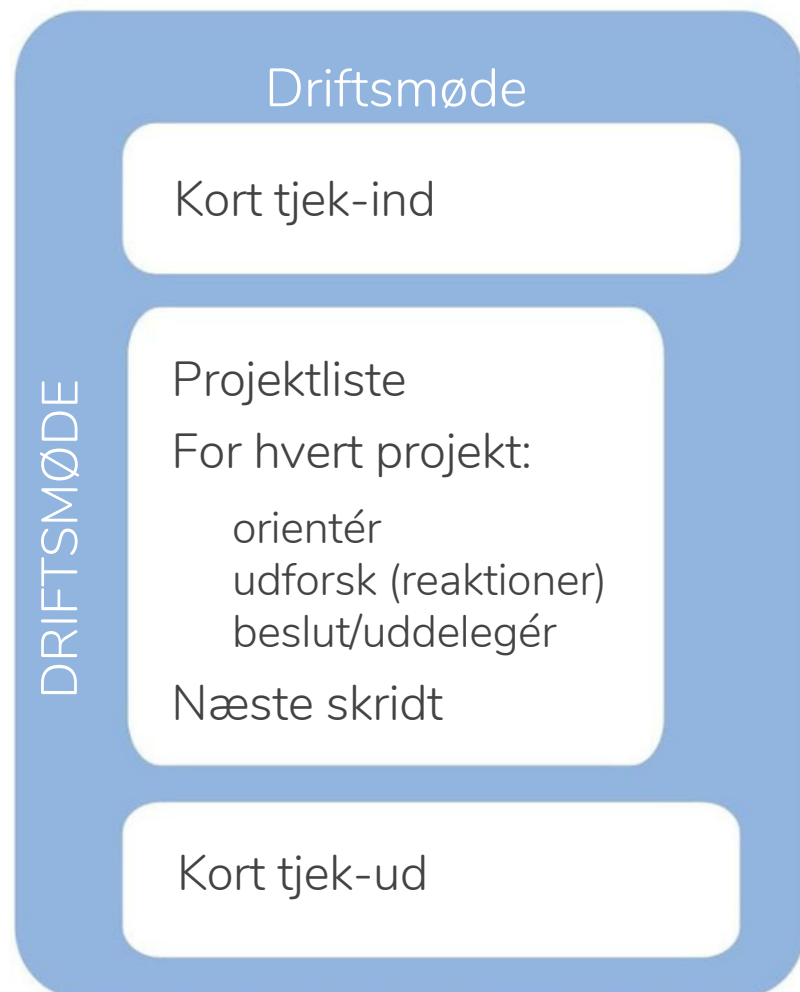 Driftsmøde
Kort tjek-ind
DRIFTSMØDE
Projektliste
For hvert projekt:
orientér
udforsk (reaktioner)
beslut/uddelegér
Næste skridt
Kort tjek-ud